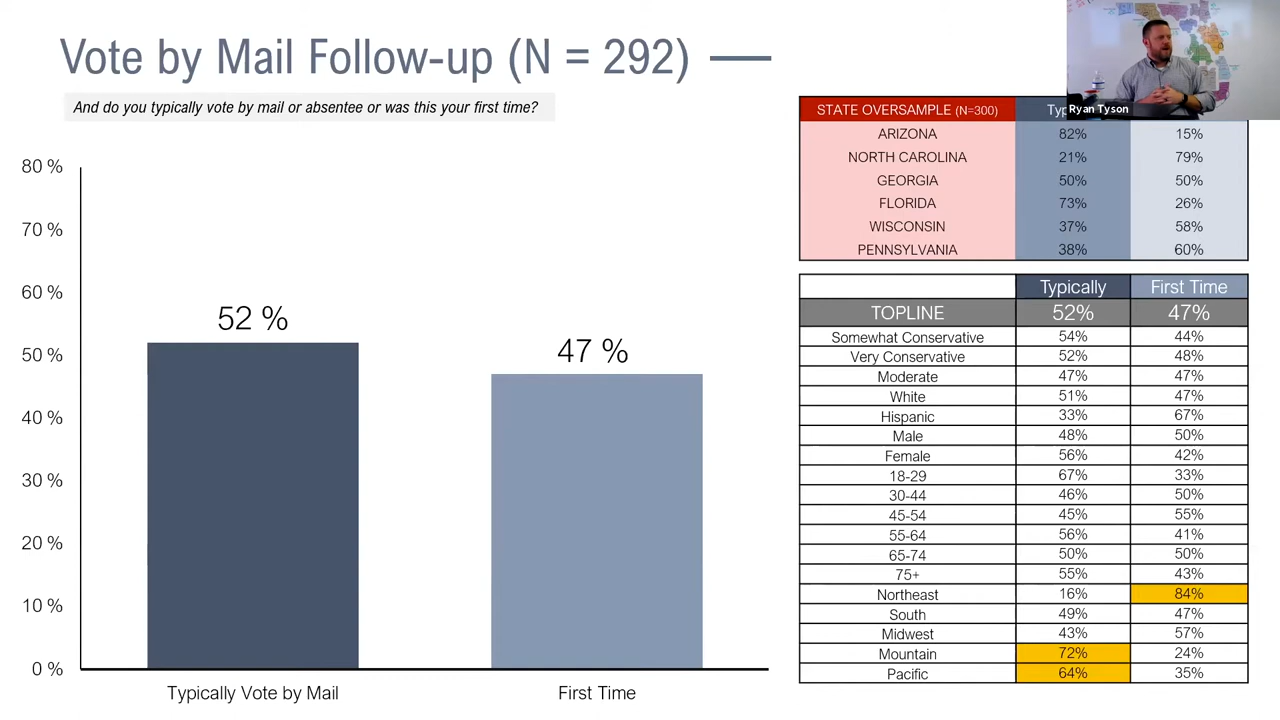 Vote by Mail Follow-up (N = 292)
And do you typically vote by mail or absentee or was this your first time?
80 %
70 %
60 %
50 %
40 %
30 %
20 %
10 %
0 %
52 %
47 %
Typically Vote by Mail
First Time
Ryan Tyson
STATE OVERSAMPLE (N=300)
ARIZONA 82% 15%
NORTH CAROLINA 21% 79%
GEORGIA 50% 50%
FLORIDA 73% 26%
WISCONSIN 37% 58%
PENNSYLVANIA 38% 60%
Typically First Time
TOPLINE 52% 47%
Somewhat Conservative 54% 44%
Very Conservative 52% 48%
Moderate 47% 47%
White 51% 47%
Hispanic 33% 67%
Male 48% 50%
Female 56% 42%
18-29 67% 33%
30-44 46% 50%
45-54 45% 55%
55-64 56% 41%
65-74 50% 50%
75+ 55% 43%
Northeast 16% 84%
South 49% 47%
Midwest 43% 57%
Mountain 72% 24%
Pacific 64% 35%